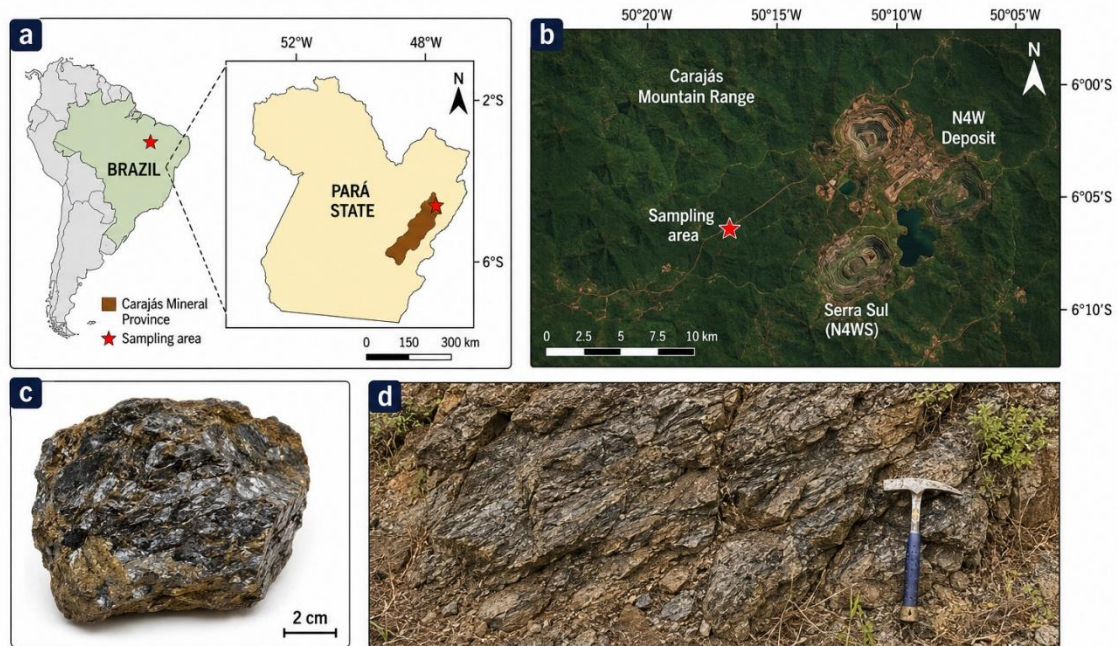 a
52°W
48°W
N
2°S
6°S
BRAZIL
PARÁ
STATE
Carajás Mineral
Province
Sampling area
0
150
300 km
b
50°20'W
50°15'W
50°10'W
50°05'W
N
6°00'S
6°05'S
6°10'S
Carajás
Mountain Range
N4W
Deposit
Sampling
area
Serra Sul
(N4WS)
0
2.5
5
7.5
10 km
c
2 cm
d